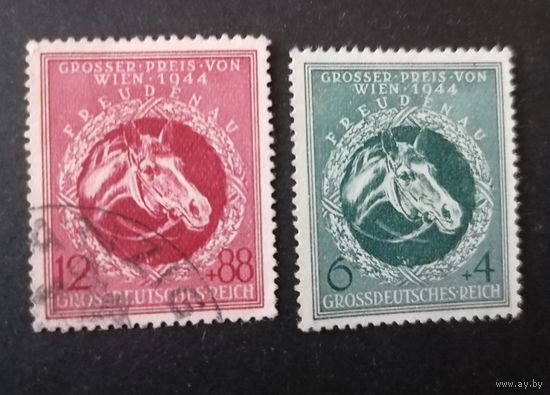 GROSSER·PREIS·VON
WIEN·1944
FREUDENAU
12 +88
GROSSDEUTSCHES·REICH
GROSSER·PREIS·VON
WIEN·1944
FREUDENAU
6 +4
GROSSDEUTSCHES·REICH
© www.ay.by